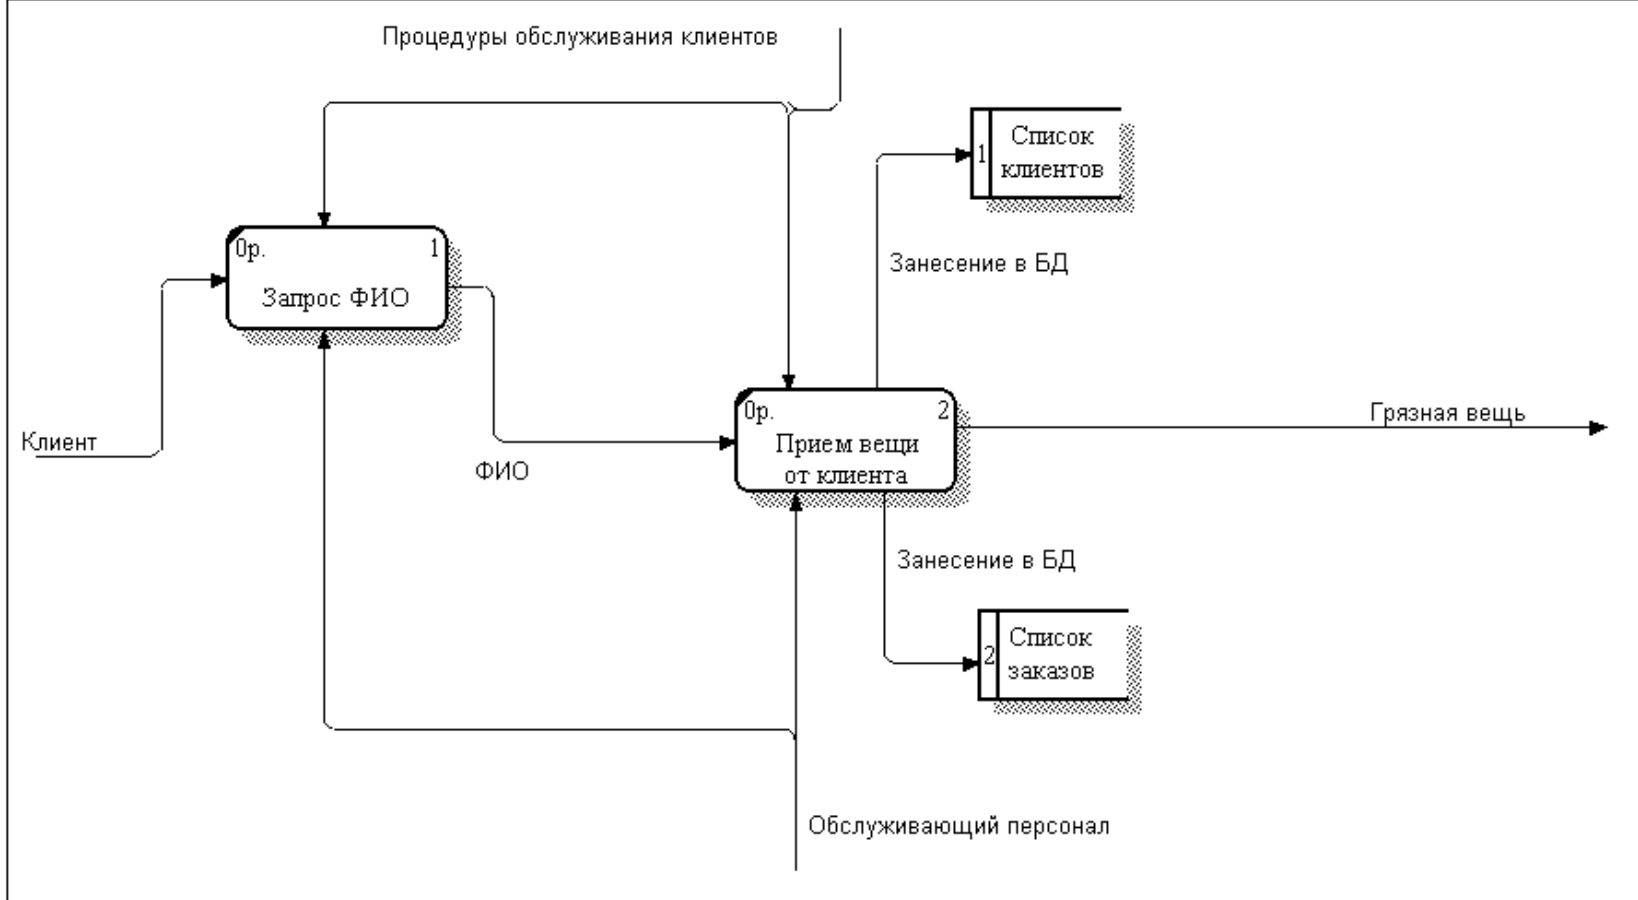 Процедуры обслуживания клиентов
1
Список
клиентов
0р. 1
Запрос ФИО
Занесение в БД
Клиент
ФИО
0р. 2
Прием вещи
от клиента
Грязная вещь
Занесение в БД
2
Список
заказов
Обслуживающий персонал